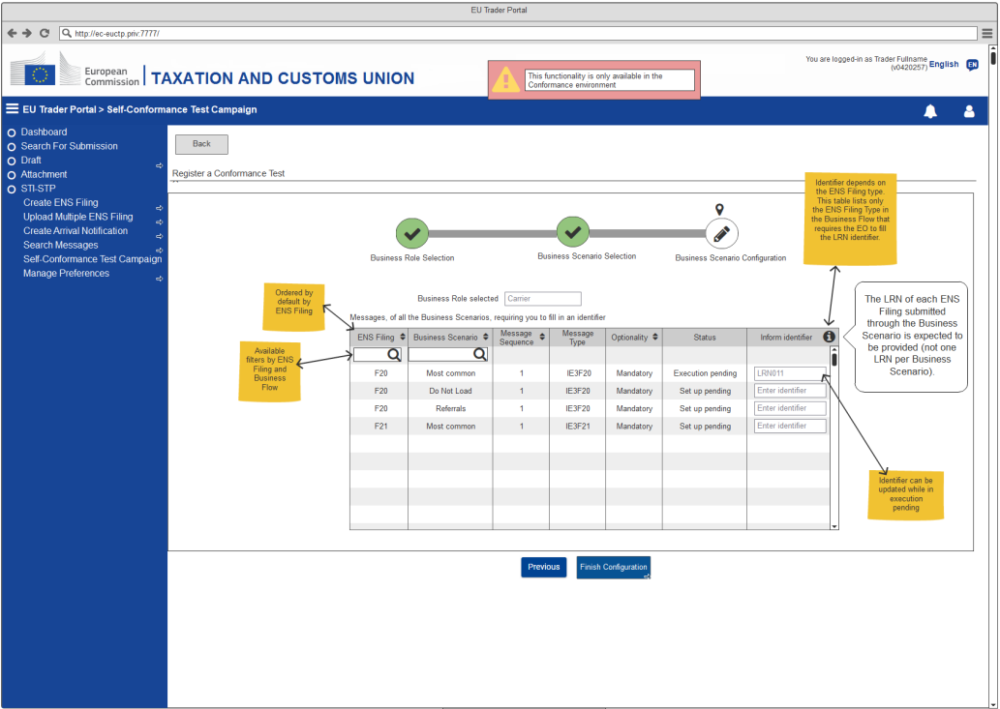 EU Trader Portal
http://ec-euctp.priv:7777/
European
Commission
TAXATION AND CUSTOMS UNION
This functionality is only available in the
Conformance environment
You are logged-in as Trader Fullname
(v0420257)
English EN
EU Trader Portal > Self-Conformance Test Campaign
Dashboard
Search For Submission
Draft
Attachment
STI-STP
Create ENS Filing
Upload Multiple ENS Filing
Create Arrival Notification
Search Messages
Self-Conformance Test Campaign
Manage Preferences
Back
Register a Conformance Test
Identifier depends on
the ENS Filing type.
This table lists only
the ENS Filing Type in
the Business Flow that
requires the EO to fill
the LRN identifier.
Business Role Selection
Business Scenario Selection
Business Scenario Configuration
Ordered by
default by
ENS Filing
Business Role selected Carrier
Messages, of all the Business Scenarios, requiring you to fill in an identifier
The LRN of each ENS
Filing submitted
through the Business
Scenario is expected to
be provided (not one
LRN per Business
Scenario).
Available
filters by ENS
Filing and
Business
Flow
ENS Filing Business Scenario Message Sequence Message Type Optionality Status Inform identifier
F20 Most common 1 IE3F20 Mandatory Execution pending LRN011
F20 Do Not Load 1 IE3F20 Mandatory Set up pending Enter identifier
F20 Referrals 1 IE3F20 Mandatory Set up pending Enter identifier
F21 Most common 1 IE3F21 Mandatory Set up pending Enter identifier
Identifier can be
updated while in
execution
pending
Previous Finish Configuration